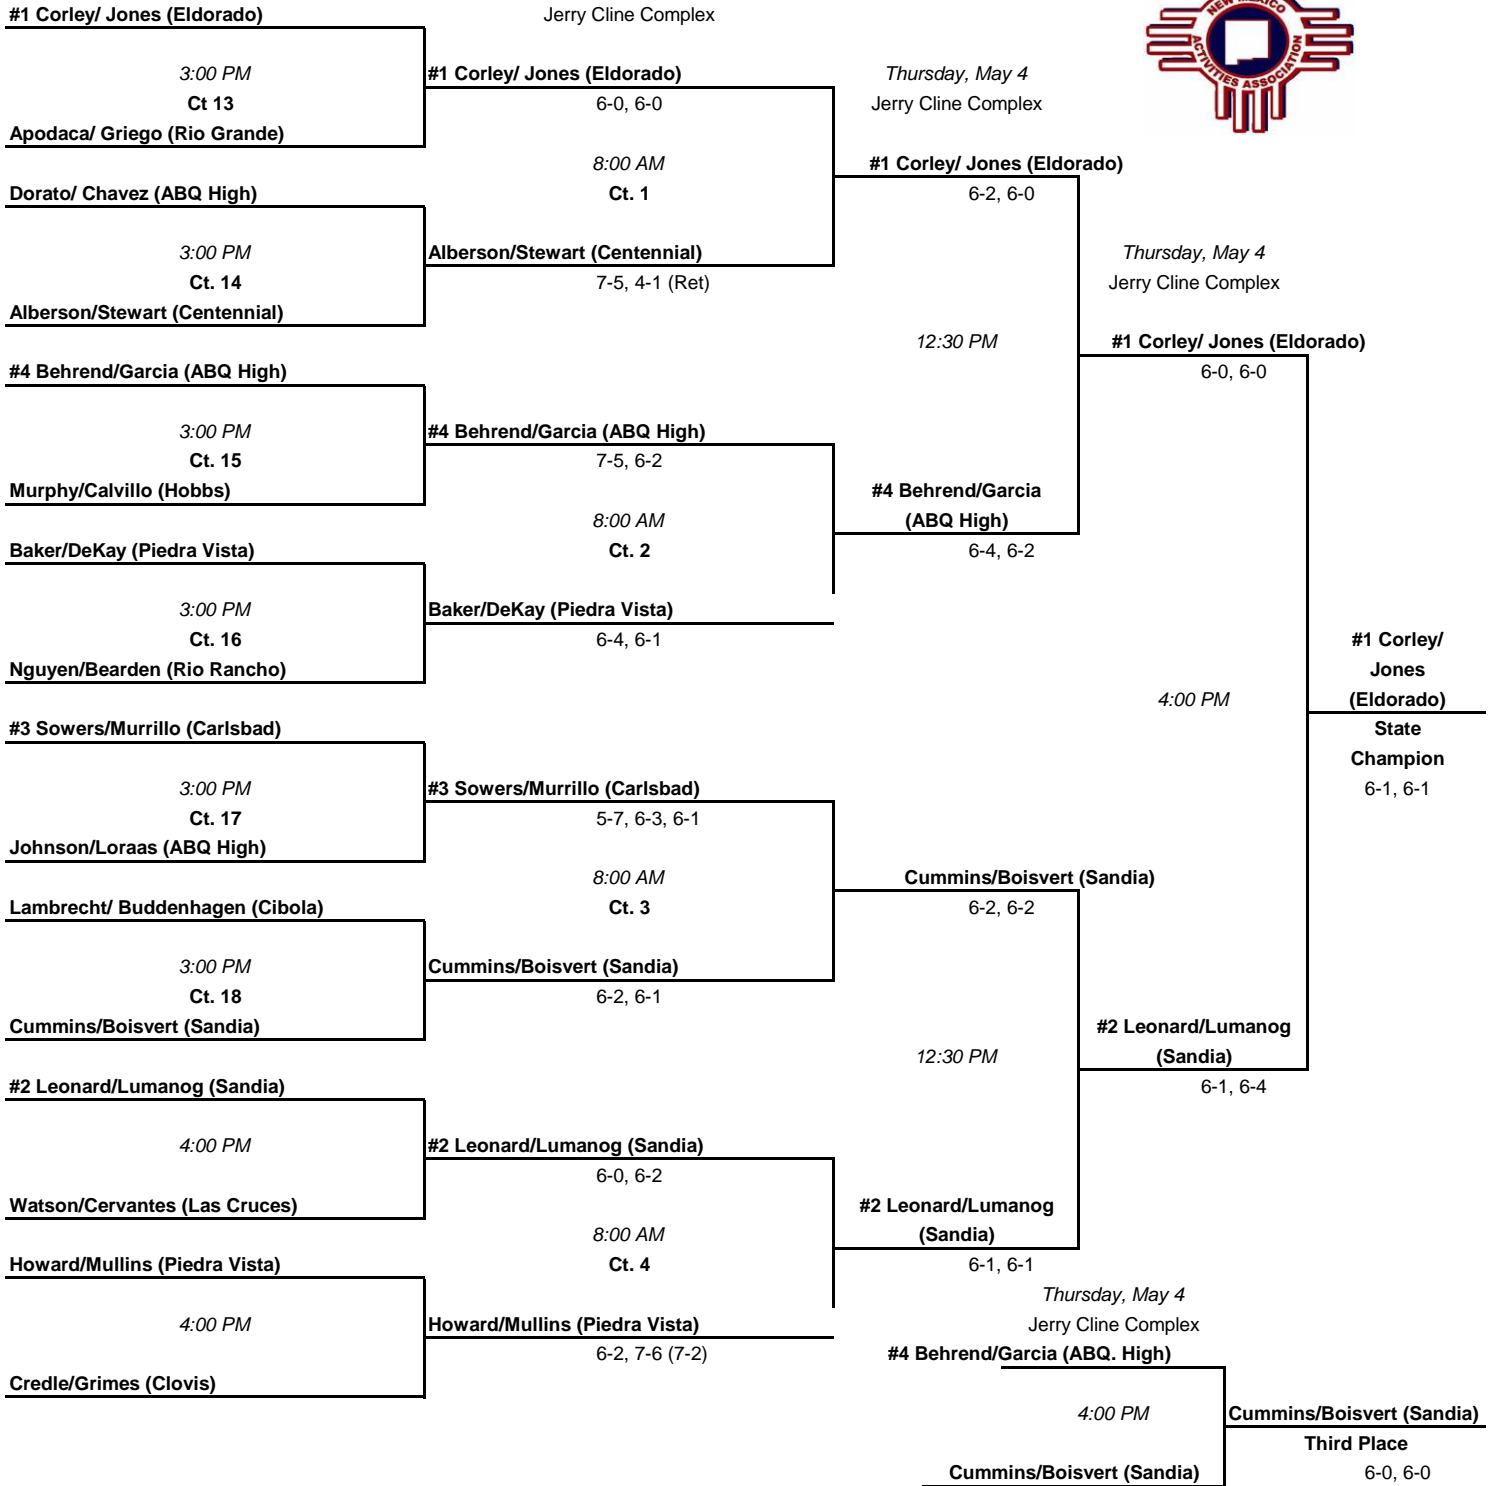 #1 Corley/ Jones (Eldorado)
3:00 PM
Ct 13
Apodaca/ Griego (Rio Grande)
Dorato/ Chavez (ABQ High)
3:00 PM
Ct. 14
Alberson/Stewart (Centennial)
#4 Behrend/Garcia (ABQ High)
3:00 PM
Ct. 15
Murphy/Calvillo (Hobbs)
Baker/DeKay (Piedra Vista)
3:00 PM
Ct. 16
Nguyen/Bearden (Rio Rancho)
#3 Sowers/Murrillo (Carlsbad)
3:00 PM
Ct. 17
Johnson/Loraas (ABQ High)
Lambrecht/ Buddenhagen (Cibola)
3:00 PM
Ct. 18
Cummins/Boisvert (Sandia)
#2 Leonard/Lumanog (Sandia)
4:00 PM
Watson/Cervantes (Las Cruces)
Howard/Mullins (Piedra Vista)
4:00 PM
Credle/Grimes (Clovis)
Jerry Cline Complex
#1 Corley/ Jones (Eldorado)
6-0, 6-0
8:00 AM
Ct. 1
Alberson/Stewart (Centennial)
7-5, 4-1 (Ret)
#4 Behrend/Garcia (ABQ High)
7-5, 6-2
8:00 AM
Ct. 2
Baker/DeKay (Piedra Vista)
6-4, 6-1
#3 Sowers/Murrillo (Carlsbad)
5-7, 6-3, 6-1
8:00 AM
Ct. 3
Cummins/Boisvert (Sandia)
6-2, 6-1
#2 Leonard/Lumanog (Sandia)
6-0, 6-2
8:00 AM
Ct. 4
Howard/Mullins (Piedra Vista)
6-2, 7-6 (7-2)
Thursday, May 4
Jerry Cline Complex
#1 Corley/ Jones (Eldorado)
6-2, 6-0
12:30 PM
#4 Behrend/Garcia
(ABQ High)
6-4, 6-2
Cummins/Boisvert (Sandia)
6-2, 6-2
12:30 PM
#2 Leonard/Lumanog
(Sandia)
6-1, 6-1
NEW MEXICO
ACTIVITIES ASSOCIATION
Thursday, May 4
Jerry Cline Complex
#1 Corley/ Jones (Eldorado)
6-0, 6-0
4:00 PM
#2 Leonard/Lumanog
(Sandia)
6-1, 6-4
#1 Corley/
Jones
(Eldorado)
State
Champion
6-1, 6-1
Thursday, May 4
Jerry Cline Complex
#4 Behrend/Garcia (ABQ. High)
4:00 PM
Cummins/Boisvert (Sandia)
Cummins/Boisvert (Sandia)
Third Place
6-0, 6-0